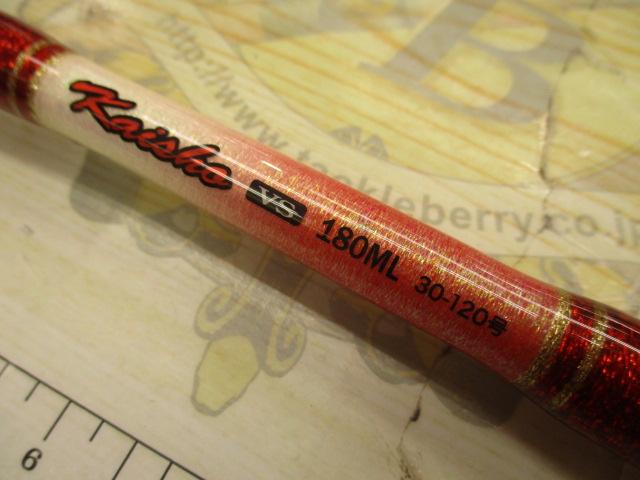 B
http://www.tackleberry.co.jp
Kaisho VS 180ML 30-120号
6